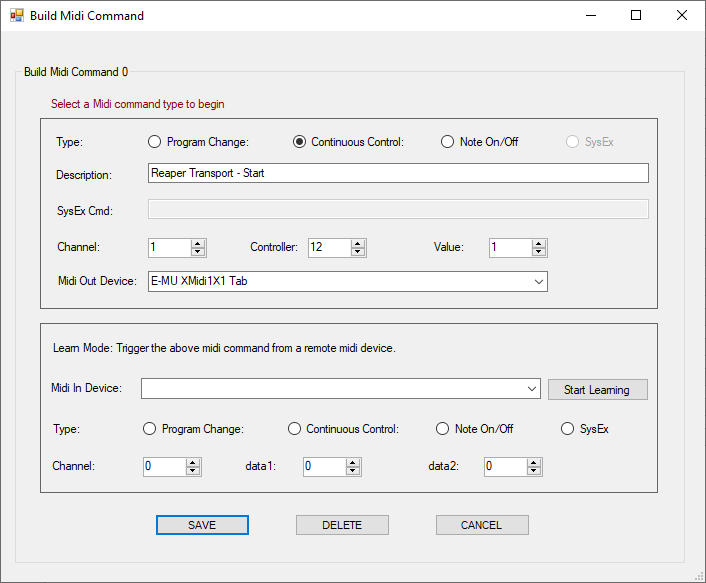 Build Midi Command
Build Midi Command 0
Select a Midi command type to begin
Type: Program Change: Continuous Control: Note On/Off SysEx
Description: Reaper Transport - Start
SysEx Cmd:
Channel: 1 Controller: 12 Value: 1
Midi Out Device: E-MU XMidi1X1 Tab
Learn Mode: Trigger the above midi command from a remote midi device.
Midi In Device: Start Learning
Type: Program Change: Continuous Control: Note On/Off SysEx
Channel: 0 data1: 0 data2: 0
SAVE DELETE CANCEL